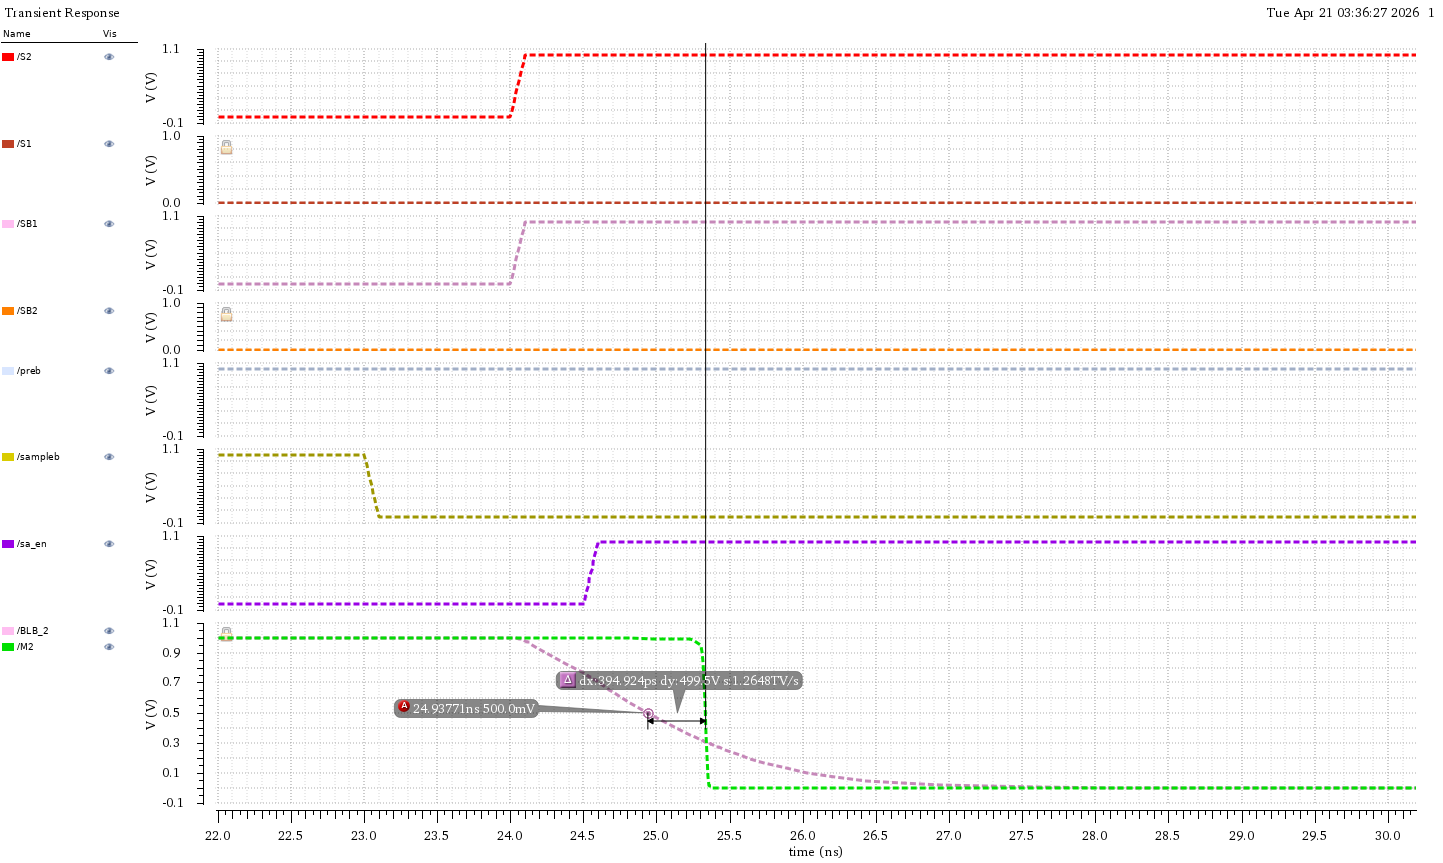 Transient Response
Tue Apr 21 03:36:27 2026 1
Name Vis
/S2
1.1
V (V)
-0.1
/S1
1.0
V (V)
0.0
/SB1
1.1
V (V)
-0.1
/SB2
1.0
V (V)
0.0
/preb
1.1
V (V)
-0.1
/sampleb
1.1
V (V)
-0.1
/sa_en
1.1
V (V)
-0.1
/BLB_2
/M2
1.1
0.9
0.7
0.5
0.3
0.1
-0.1
V (V)
Δ dx:394.924ps dy:499.5V s:1.2648TV/s
A 24.93771ns 500.0mV
22.0 22.5 23.0 23.5 24.0 24.5 25.0 25.5 26.0 26.5 27.0 27.5 28.0 28.5 29.0 29.5 30.0
time (ns)